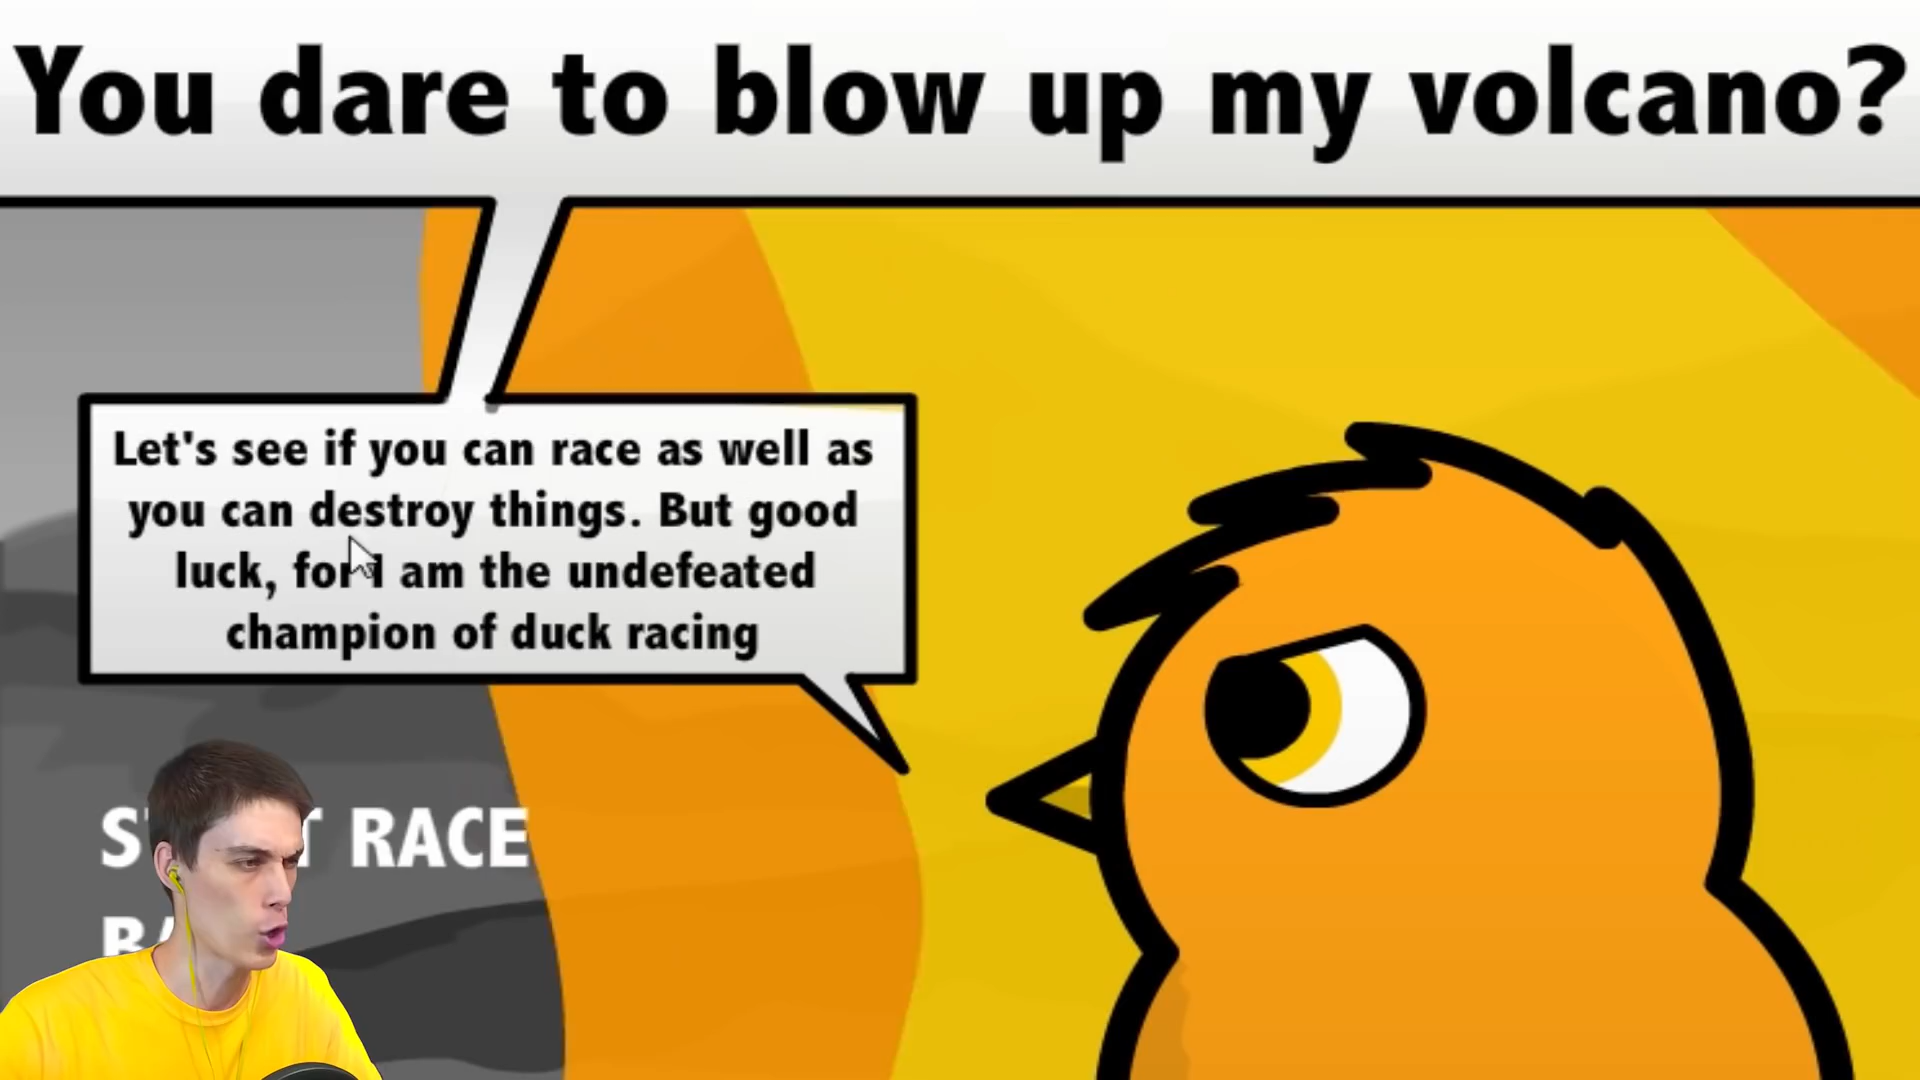 You dare to blow up my volcano?
Let's see if you can race as well as
you can destroy things. But good
luck, for I am the undefeated
champion of duck racing
RACE